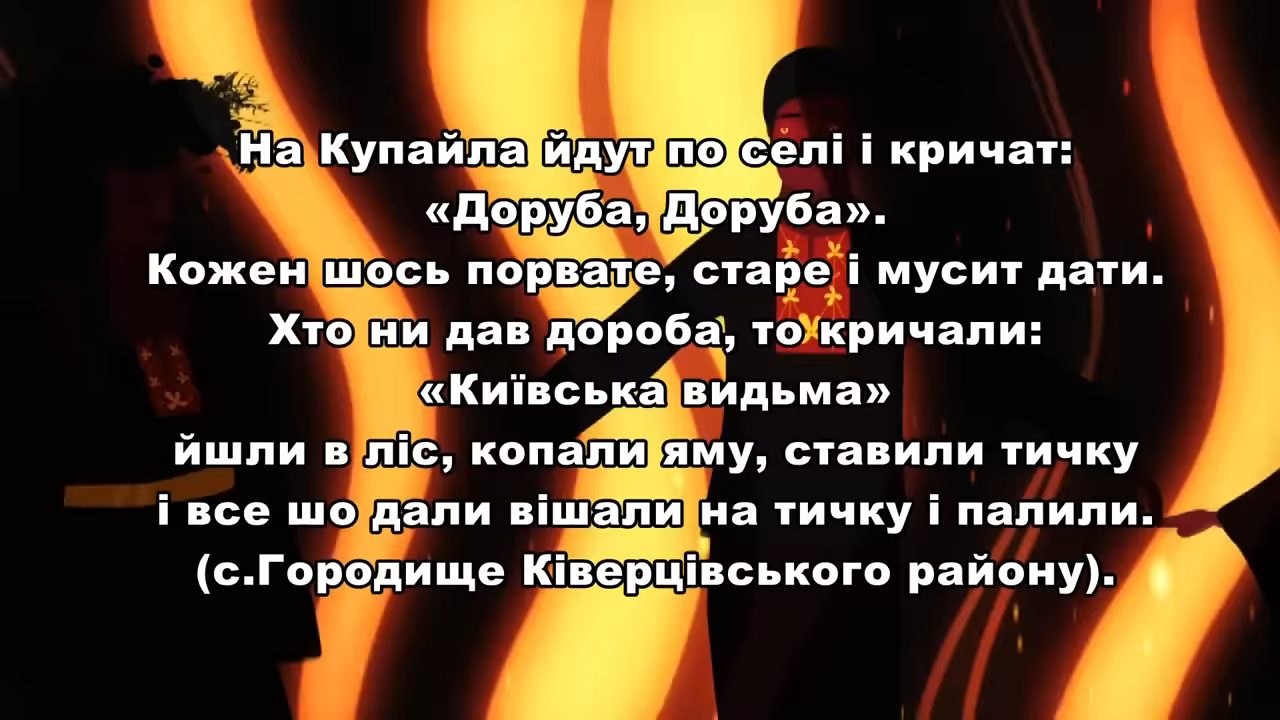 На Купайла йдут по селі і кричат:
«Доруба, Доруба».
Кожен шось порвате, старе і мусит дати.
Хто ни дав дороба, то кричали:
«Київська видьма»
йшли в ліс, копали яму, ставили тичку
і все шо дали вішали на тичку і палили.
(с.Городище Ківерцівського району).